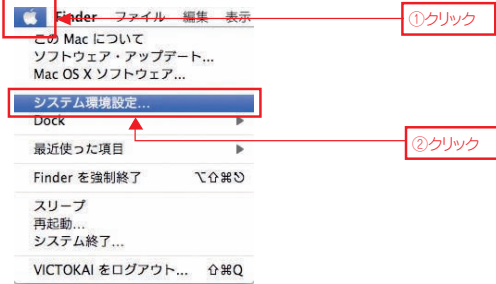 Finder ファイル 編集 表示
①クリック
この Mac について
ソフトウェア・アップデート...
Mac OS X ソフトウェア...
システム環境設定...
Dock
②クリック
最近使った項目
Finder を強制終了 ⌥⇧⌘⎋
スリープ
再起動...
システム終了...
VICTOKAI をログアウト... ⇧⌘Q